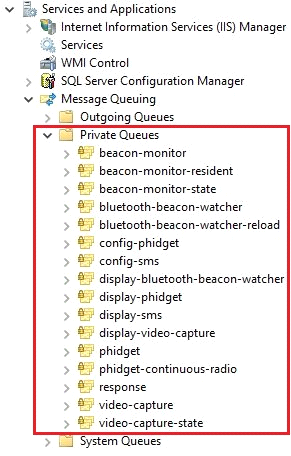 Services and Applications
Internet Information Services (IIS) Manager
Services
WMI Control
SQL Server Configuration Manager
Message Queuing
Outgoing Queues
Private Queues
beacon-monitor
beacon-monitor-resident
beacon-monitor-state
bluetooth-beacon-watcher
bluetooth-beacon-watcher-reload
config-phidget
config-sms
display-bluetooth-beacon-watcher
display-phidget
display-sms
display-video-capture
phidget
phidget-continuous-radio
response
video-capture
video-capture-state
System Queues